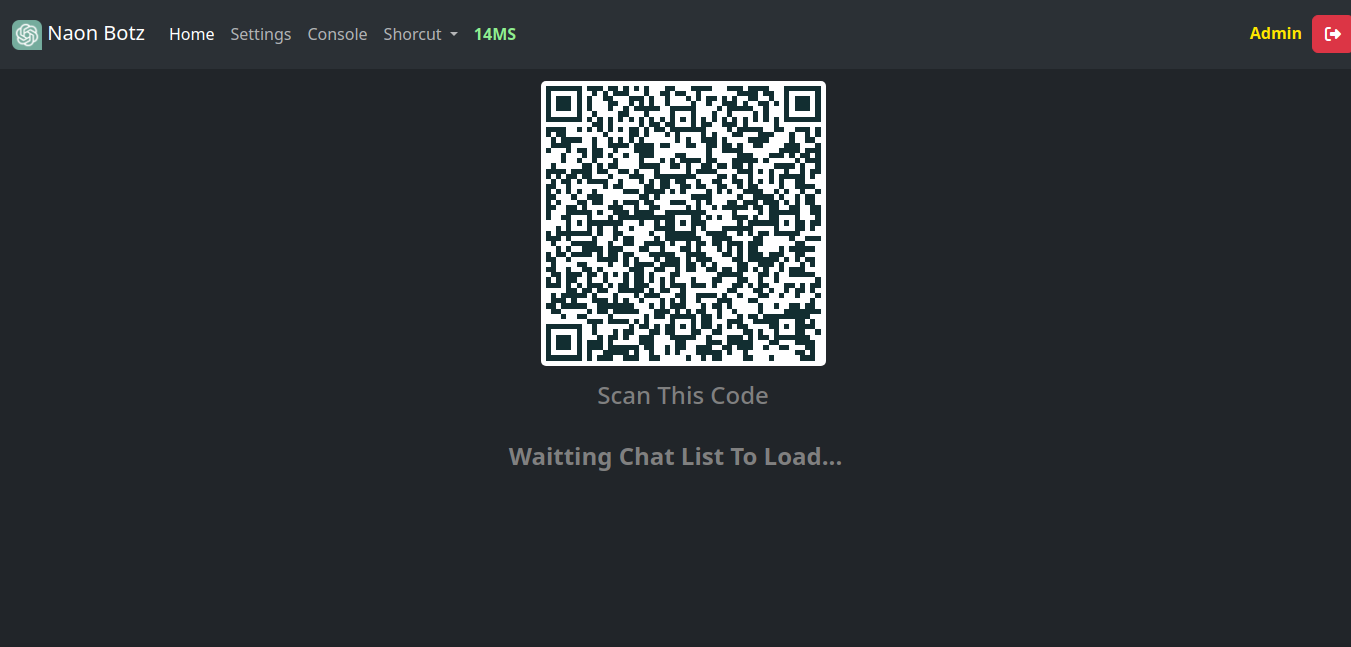 Naon Botz Home Settings Console Shorcut 14MS Admin
Scan This Code
Waitting Chat List To Load...